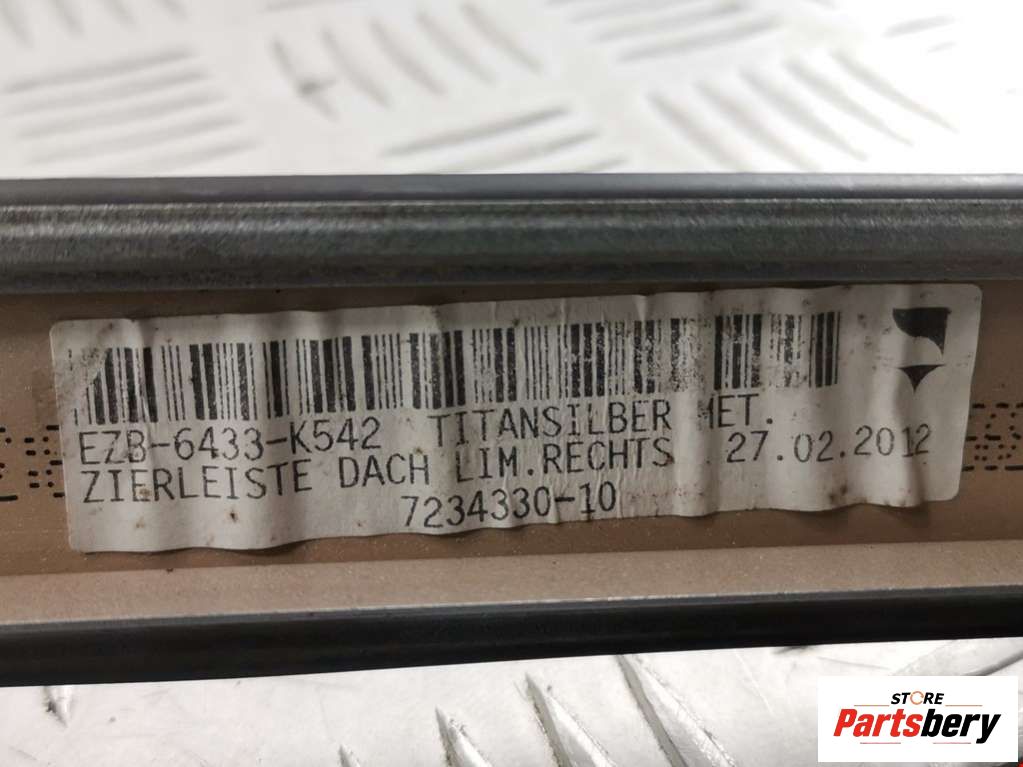 EZB-6433-K542 TITANSILBER MET.
ZIERLEISTE DACH LIM.RECHTS 27.02.2012
7234330-10
STORE
Partsbery